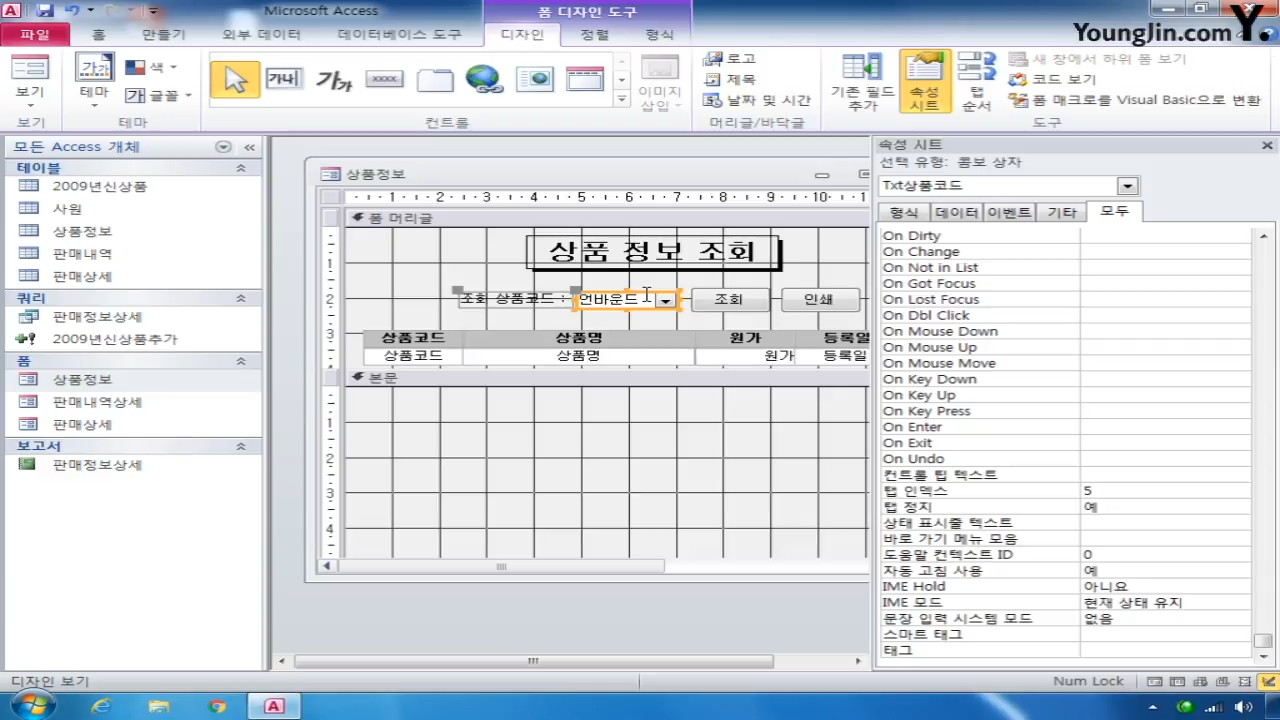 Microsoft Access
폼 디자인 도구
YoungJin.com Y.
파일
홈
만들기
외부 데이터
데이터베이스 도구
디자인
정렬
형식
보기
테마
색
글꼴
가나
가가
xxxx
이미지 삽입
로고
제목
날짜 및 시간
기존 필드 추가
속성 시트
탭 순서
새 창에서 하위 폼 보기
코드 보기
폼 매크로를 Visual Basic으로 변환
보기
테마
컨트롤
머리글/바닥글
도구
모든 Access 개체
테이블
2009년신상품
사원
상품정보
판매내역
판매상세
쿼리
판매정보상세
2009년신상품추가
폼
상품정보
판매내역상세
판매상세
보고서
판매정보상세
상품정보
1 2 3 4 5 6 7 8 9 10 1
폼 머리글
상품 정보 조회
조회 상품코드 :
언바운드
조회
인쇄
상품코드 상품명 원가 등록일
상품코드 상품명 원가 등록일
본문
1
2
3
1
2
3
4
속성 시트
선택 유형: 콤보 상자
Txt상품코드
형식 데이터 이벤트 기타 모두
On Dirty
On Change
On Not in List
On Got Focus
On Lost Focus
On Dbl Click
On Mouse Down
On Mouse Up
On Mouse Move
On Key Down
On Key Up
On Key Press
On Enter
On Exit
On Undo
컨트롤 팁 텍스트
탭 인덱스 5
탭 정지 예
상태 표시줄 텍스트
바로 가기 메뉴 모음
도움말 컨텍스트 ID 0
자동 고침 사용 예
IME Hold 아니요
IME 모드 현재 상태 유지
문장 입력 시스템 모드 없음
스마트 태그
태그
디자인 보기
Num Lock